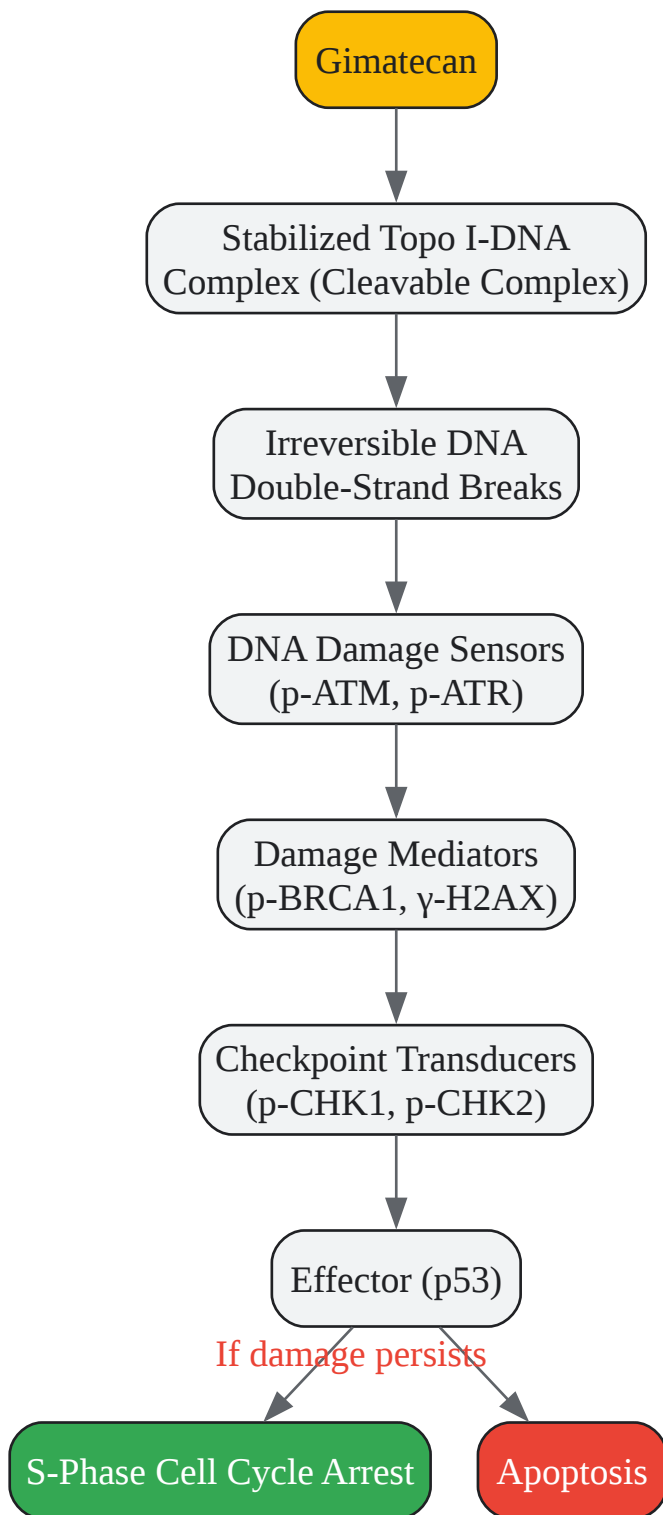 Gimatecan
Stabilized Topo I-DNA
Complex (Cleavable Complex)
Irreversible DNA
Double-Strand Breaks
DNA Damage Sensors
(p-ATM, p-ATR)
Damage Mediators
(p-BRCA1, γ-H2AX)
Checkpoint Transducers
(p-CHK1, p-CHK2)
Effector (p53)
If damage persists
S-Phase Cell Cycle Arrest
Apoptosis